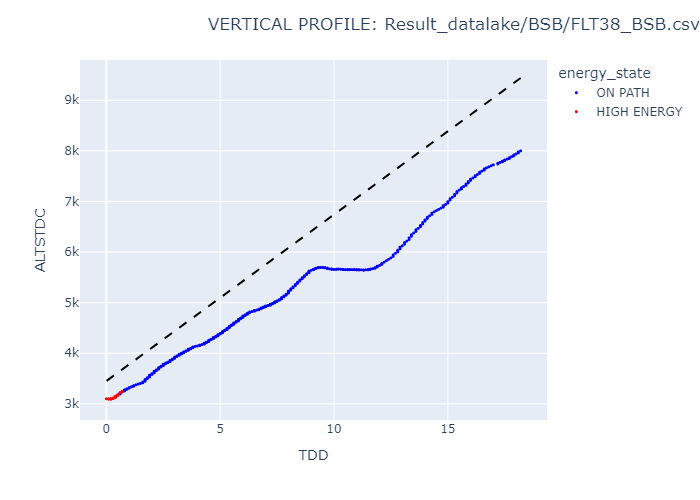 VERTICAL PROFILE: Result_datalake/BSB/FLT38_BSB.csv
energy_state
ON PATH
HIGH ENERGY
9k
8k
7k
6k
5k
4k
3k
ALTSTDC
0
5
10
15
TDD